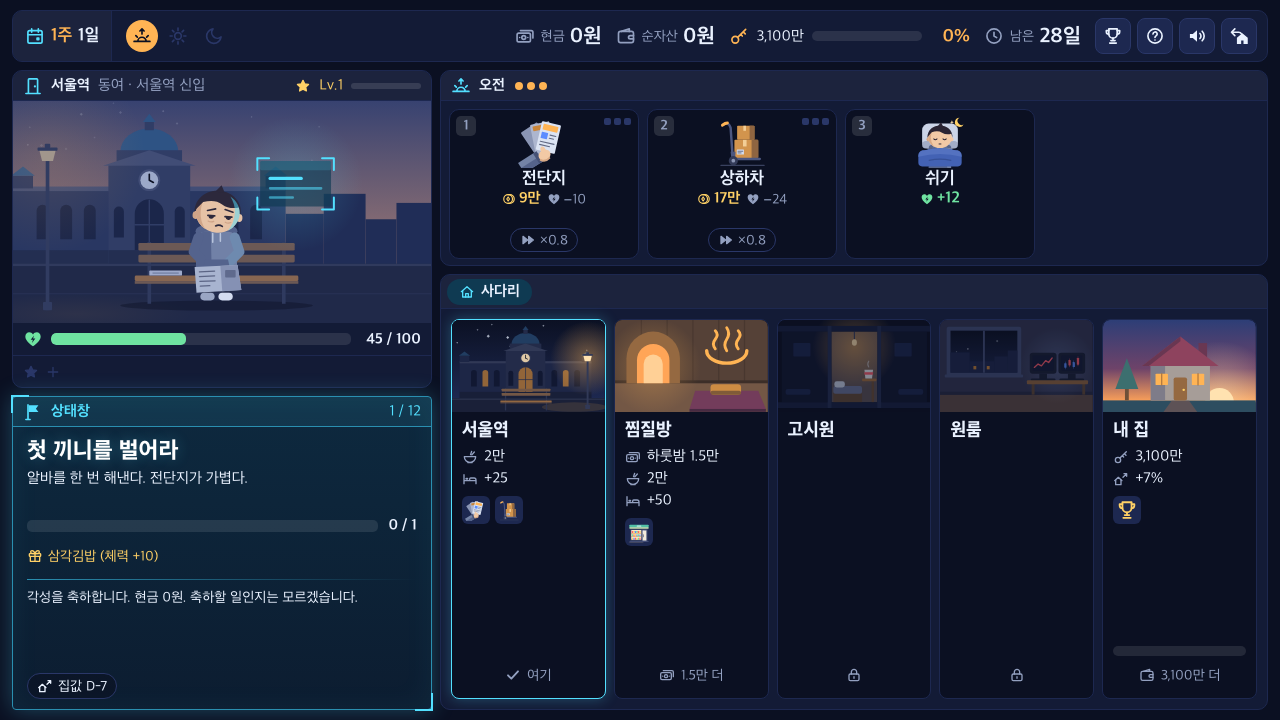 1주 1일
현금 0원
순자산 0원
3,100만
0%
남은 28일
서울역 동여 · 서울역 신입
Lv.1
45 / 100
상태창
1 / 12
첫 끼니를 벌어라
알바를 한 번 해낸다. 전단지가 가볍다.
0 / 1
삼각김밥 (체력 +10)
각성을 축하합니다. 현금 0원. 축하할 일인지는 모르겠습니다.
집값 D-7
오전
1
전단지
9만 −10
×0.8
2
상하차
17만 −24
×0.8
3
쉬기
+12
사다리
서울역
2만
+25
여기
찜질방
하룻밤 1.5만
2만
+50
1.5만 더
고시원
원룸
내 집
3,100만
+7%
3,100만 더